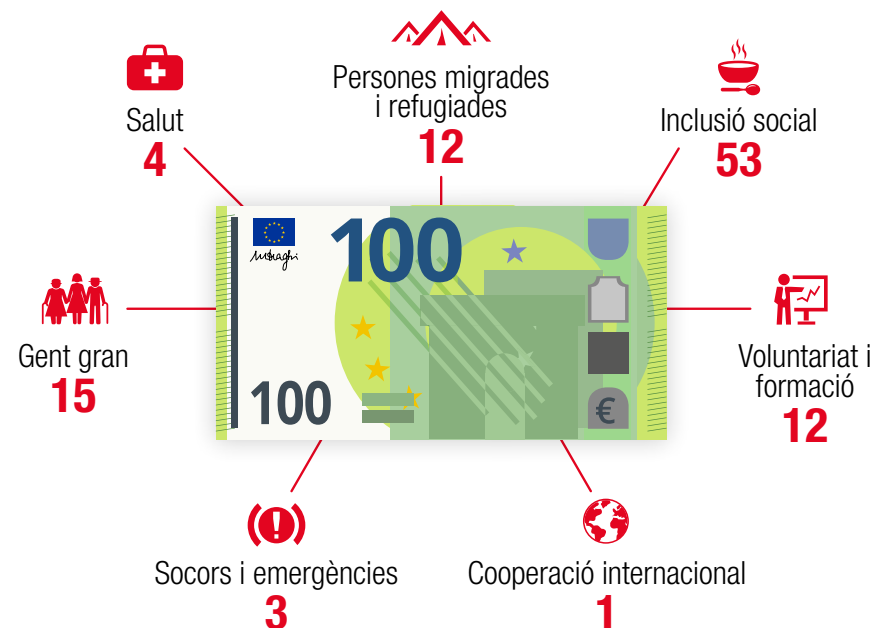 Persones migrades
i refugiades
12
Salut
4
Inclusió social
53
100
100
€
Gent gran
15
Voluntariat i
formació
12
Socors i emergències
3
Cooperació internacional
1